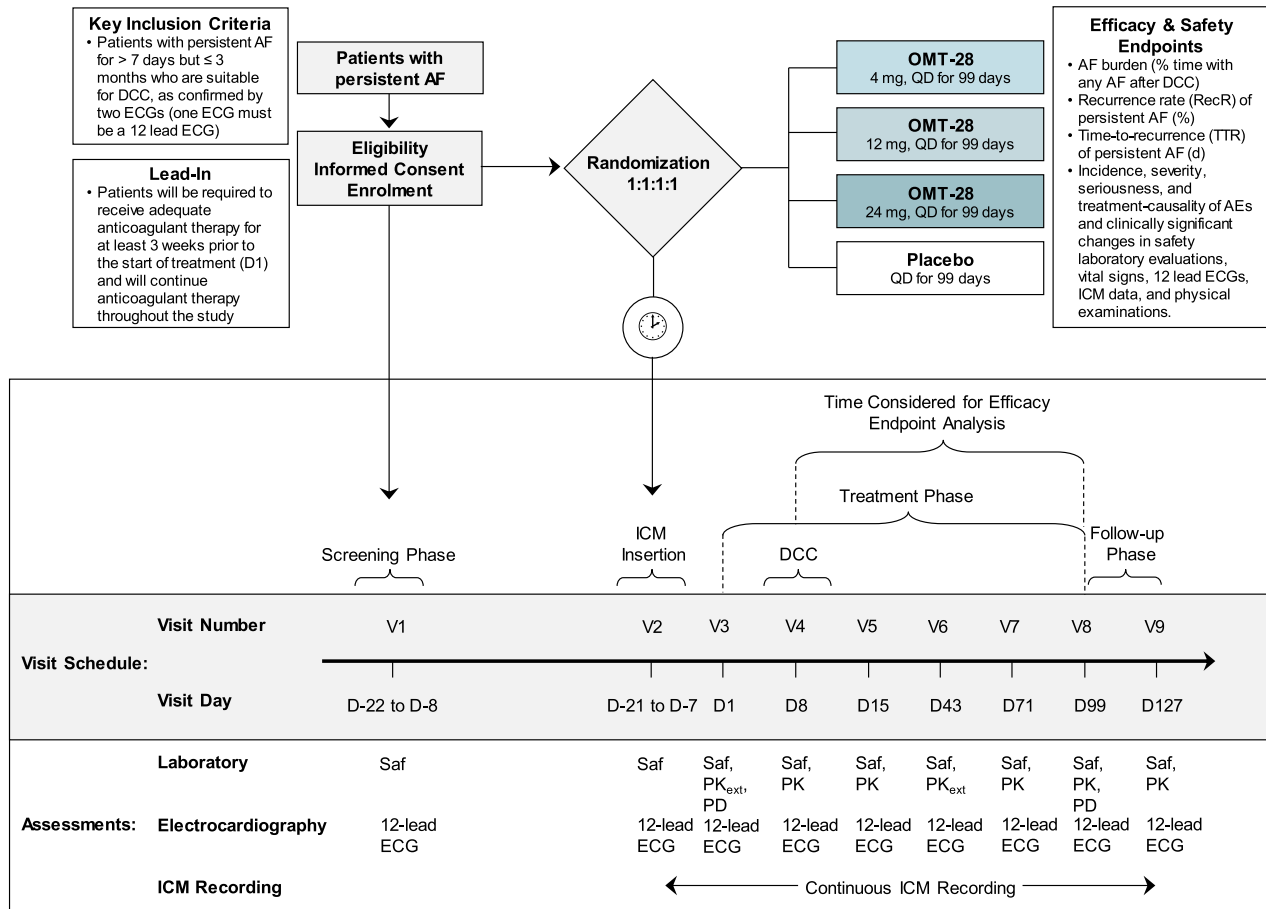 Key Inclusion Criteria
• Patients with persistent AF
for > 7 days but ≤ 3
months who are suitable
for DCC, as confirmed by
two ECGs (one ECG must
be a 12 lead ECG)
Lead-In
• Patients will be required to
receive adequate
anticoagulant therapy for
at least 3 weeks prior to
the start of treatment (D1)
and will continue
anticoagulant therapy
throughout the study
Patients with
persistent AF
Eligibility
Informed Consent
Enrolment
Randomization
1:1:1:1
OMT-28
4 mg, QD for 99 days
OMT-28
12 mg, QD for 99 days
OMT-28
24 mg, QD for 99 days
Placebo
QD for 99 days
Efficacy & Safety
Endpoints
• AF burden (% time with
any AF after DCC)
• Recurrence rate (RecR) of
persistent AF (%)
• Time-to-recurrence (TTR)
of persistent AF (d)
• Incidence, severity,
seriousness, and
treatment-causality of AEs
and clinically significant
changes in safety
laboratory evaluations,
vital signs, 12 lead ECGs,
ICM data, and physical
examinations.
Time Considered for Efficacy
Endpoint Analysis
Treatment Phase
Screening Phase
ICM
Insertion
DCC
Follow-up
Phase
Visit Number
V1 V2 V3 V4 V5 V6 V7 V8 V9
Visit Schedule:
Visit Day
D-22 to D-8 D-21 to D-7 D1 D8 D15 D43 D71 D99 D127
Assessments:
Laboratory
Saf Saf Saf, Saf, Saf, Saf, Saf, Saf, Saf,
PKext, PK PK PKext PK PK, PK
PD PD
Electrocardiography
12-lead 12-lead 12-lead 12-lead 12-lead 12-lead 12-lead 12-lead 12-lead
ECG ECG ECG ECG ECG ECG ECG ECG ECG
ICM Recording
Continuous ICM Recording